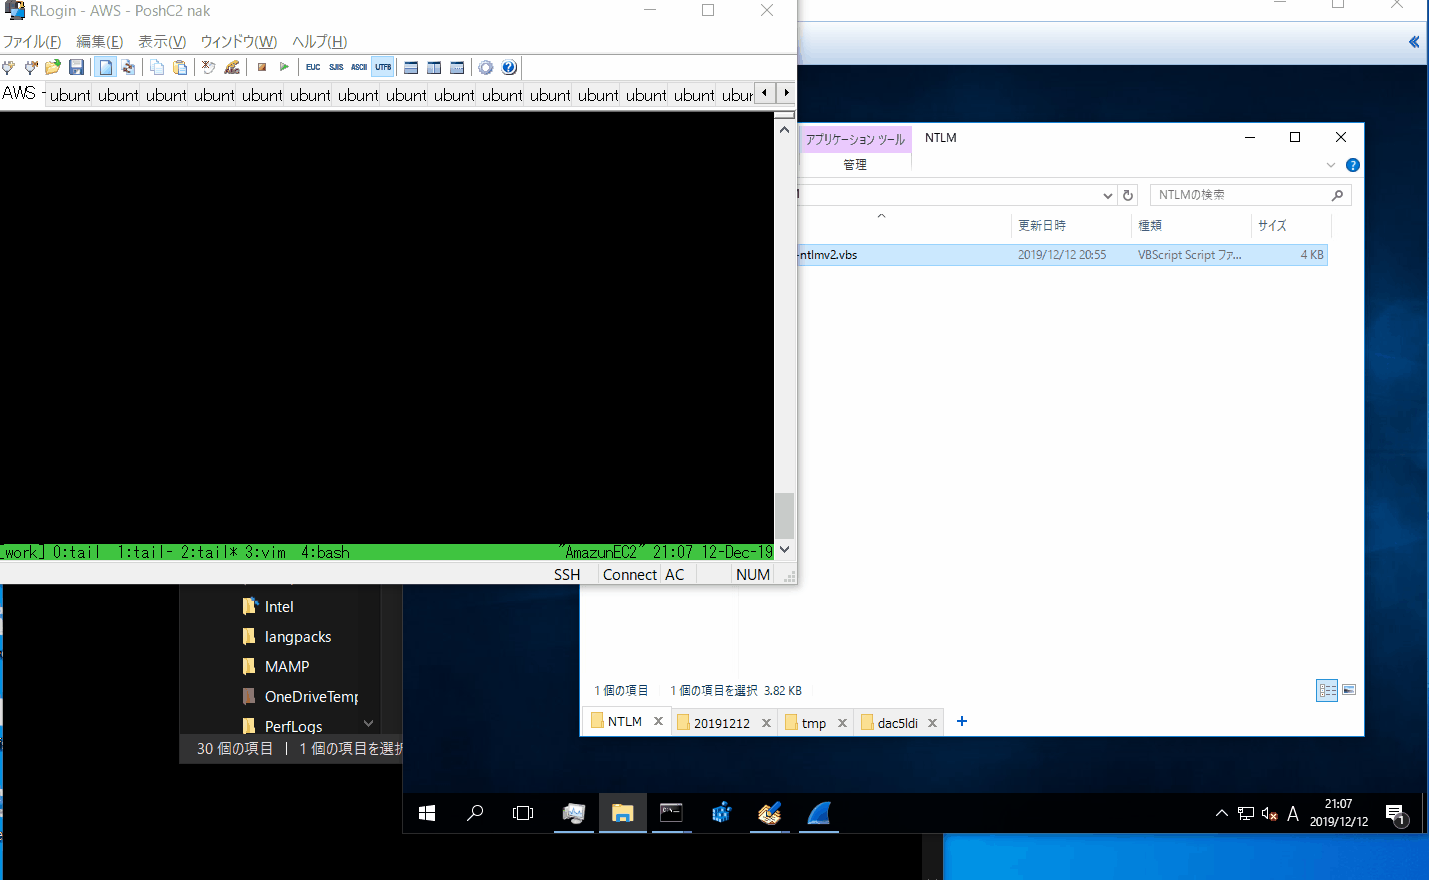 RLogin - AWS - PoshC2 nak
ファイル(F) 編集(E) 表示(V) ウィンドウ(W) ヘルプ(H)
EUC SJIS ASCII UTF8
AWS - ubunt ubunt ubunt ubunt ubunt ubunt ubunt ubunt ubunt ubunt ubunt ubunt ubunt ubunt ubur
_work] 0:tail 1:tail- 2:tail* 3:vim 4:bash "AmazunEC2" 21:07 12-Dec-19
SSH Connect AC NUM
アプリケーション ツール NTLM
管理
NTLMの検索
更新日時 種類 サイズ
-ntlmv2.vbs 2019/12/12 20:55 VBScript Script ファ... 4 KB
Intel
langpacks
MAMP
OneDriveTemp
PerfLogs
30 個の項目 1 個の項目を選択
1 個の項目 1 個の項目を選択 3.82 KB
NTLM 20191212 tmp dac5ldi
A 21:07
2019/12/12 1